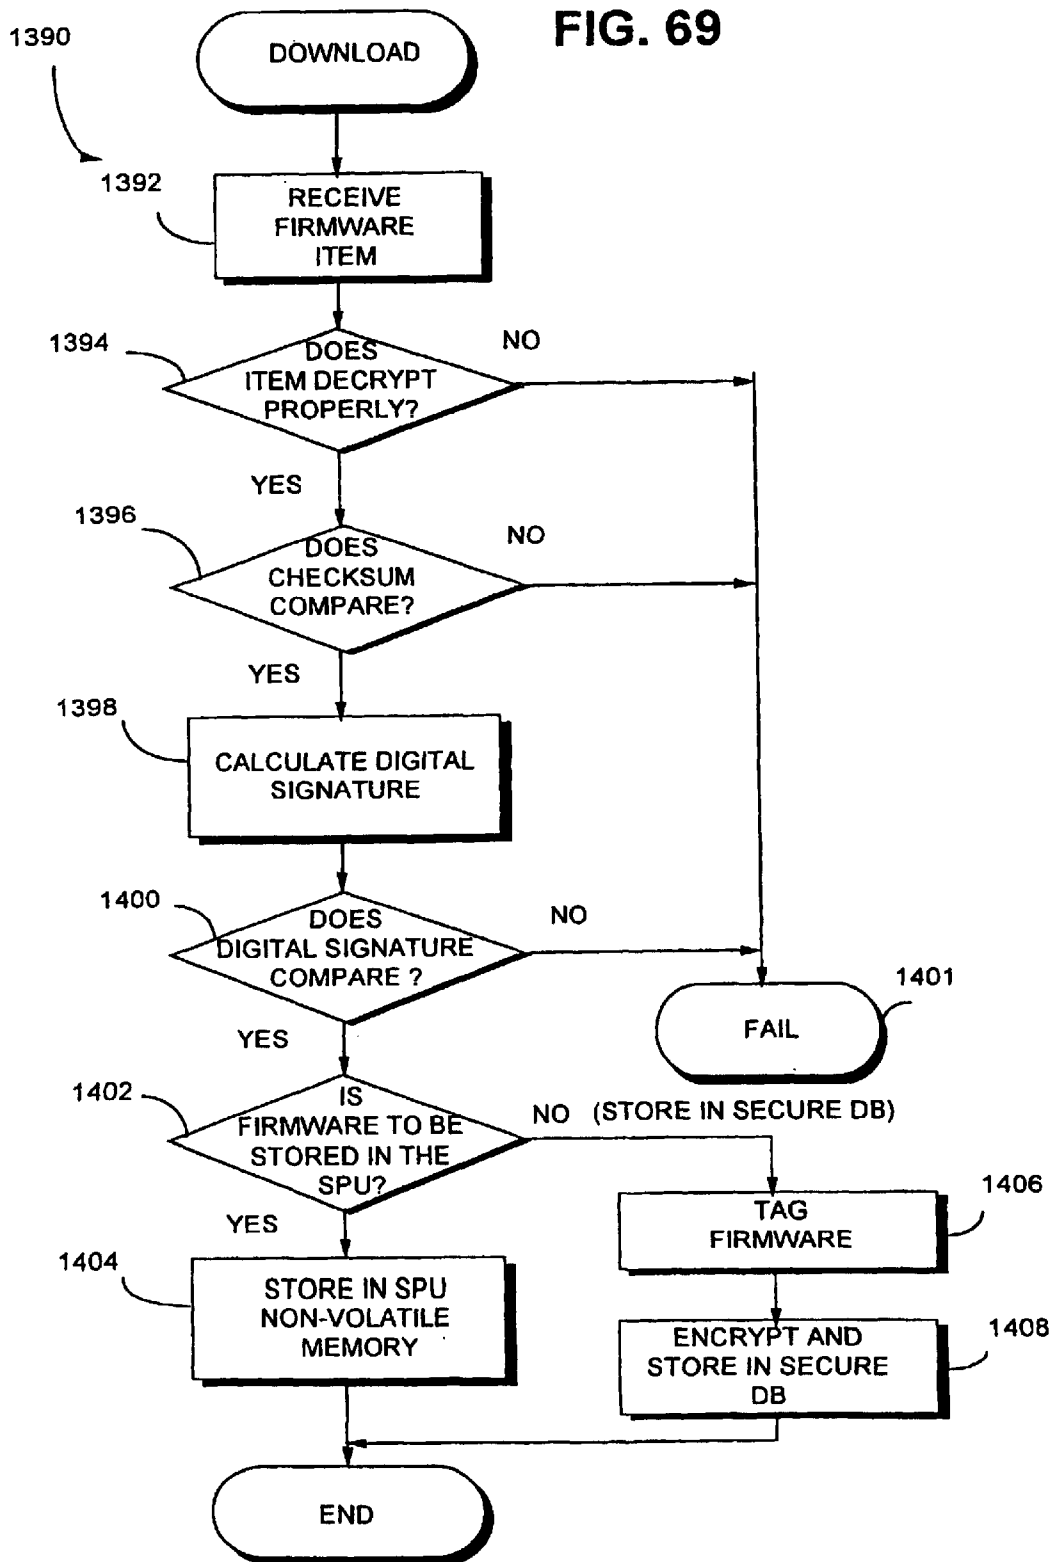 FIG. 69
1390
DOWNLOAD
1392
RECEIVE
FIRMWARE
ITEM
1394
DOES
ITEM DECRYPT
PROPERLY?
NO
YES
1396
DOES
CHECKSUM
COMPARE?
NO
YES
1398
CALCULATE DIGITAL
SIGNATURE
1400
DOES
DIGITAL SIGNATURE
COMPARE ?
NO
YES
1401
FAIL
1402
IS
FIRMWARE TO BE
STORED IN THE
SPU?
NO (STORE IN SECURE DB)
YES
1404
STORE IN SPU
NON-VOLATILE
MEMORY
1406
TAG
FIRMWARE
1408
ENCRYPT AND
STORE IN SECURE
DB
END